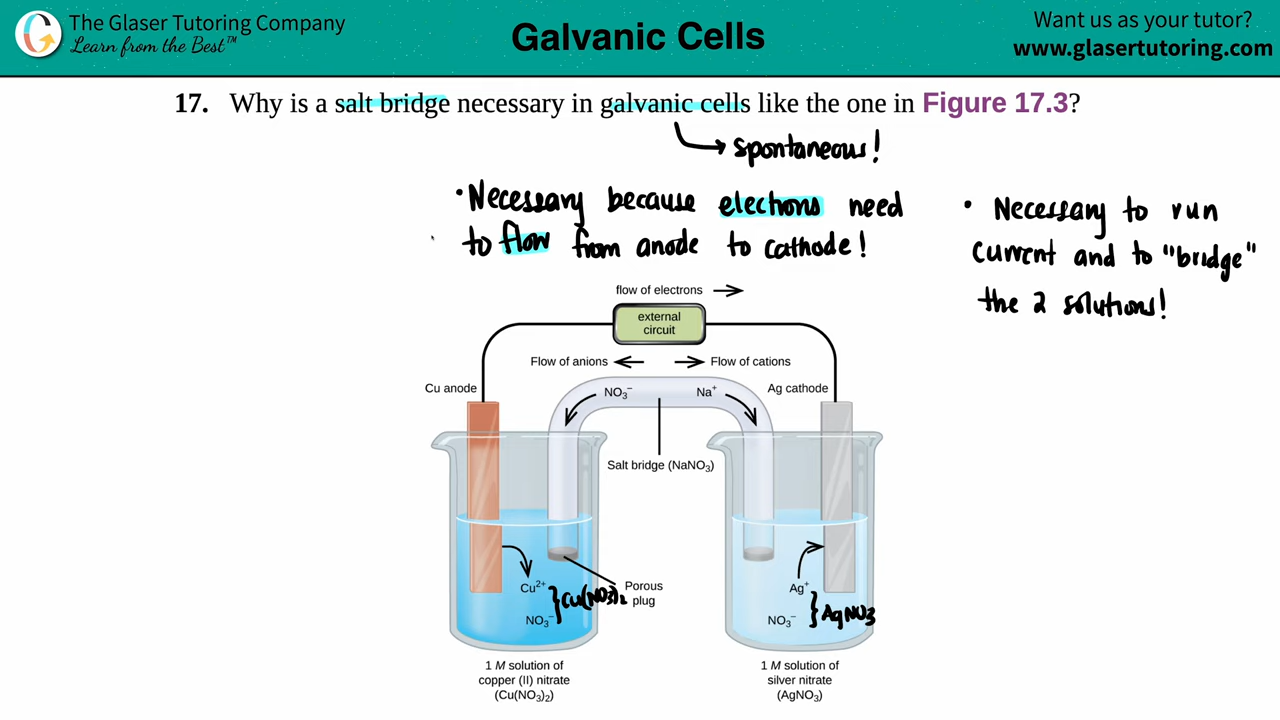 The Glaser Tutoring Company
Learn from the Best™
Galvanic Cells
Want us as your tutor?
www.glasertutoring.com
17. Why is a salt bridge necessary in galvanic cells like the one in Figure 17.3?
spontaneous!
•Necessary because electrons need
to flow from anode to cathode!
• Necessary to run
current and to "bridge"
the 2 solutions!
flow of electrons
external
circuit
Flow of anions
Flow of cations
Cu anode
NO₃⁻
Na⁺
Ag cathode
Salt bridge (NaNO₃)
Cu²⁺
NO₃⁻
Cu(NO3)2
Porous
plug
Ag⁺
NO₃⁻
AgNO3
1 M solution of
copper (II) nitrate
(Cu(NO₃)₂)
1 M solution of
silver nitrate
(AgNO₃)